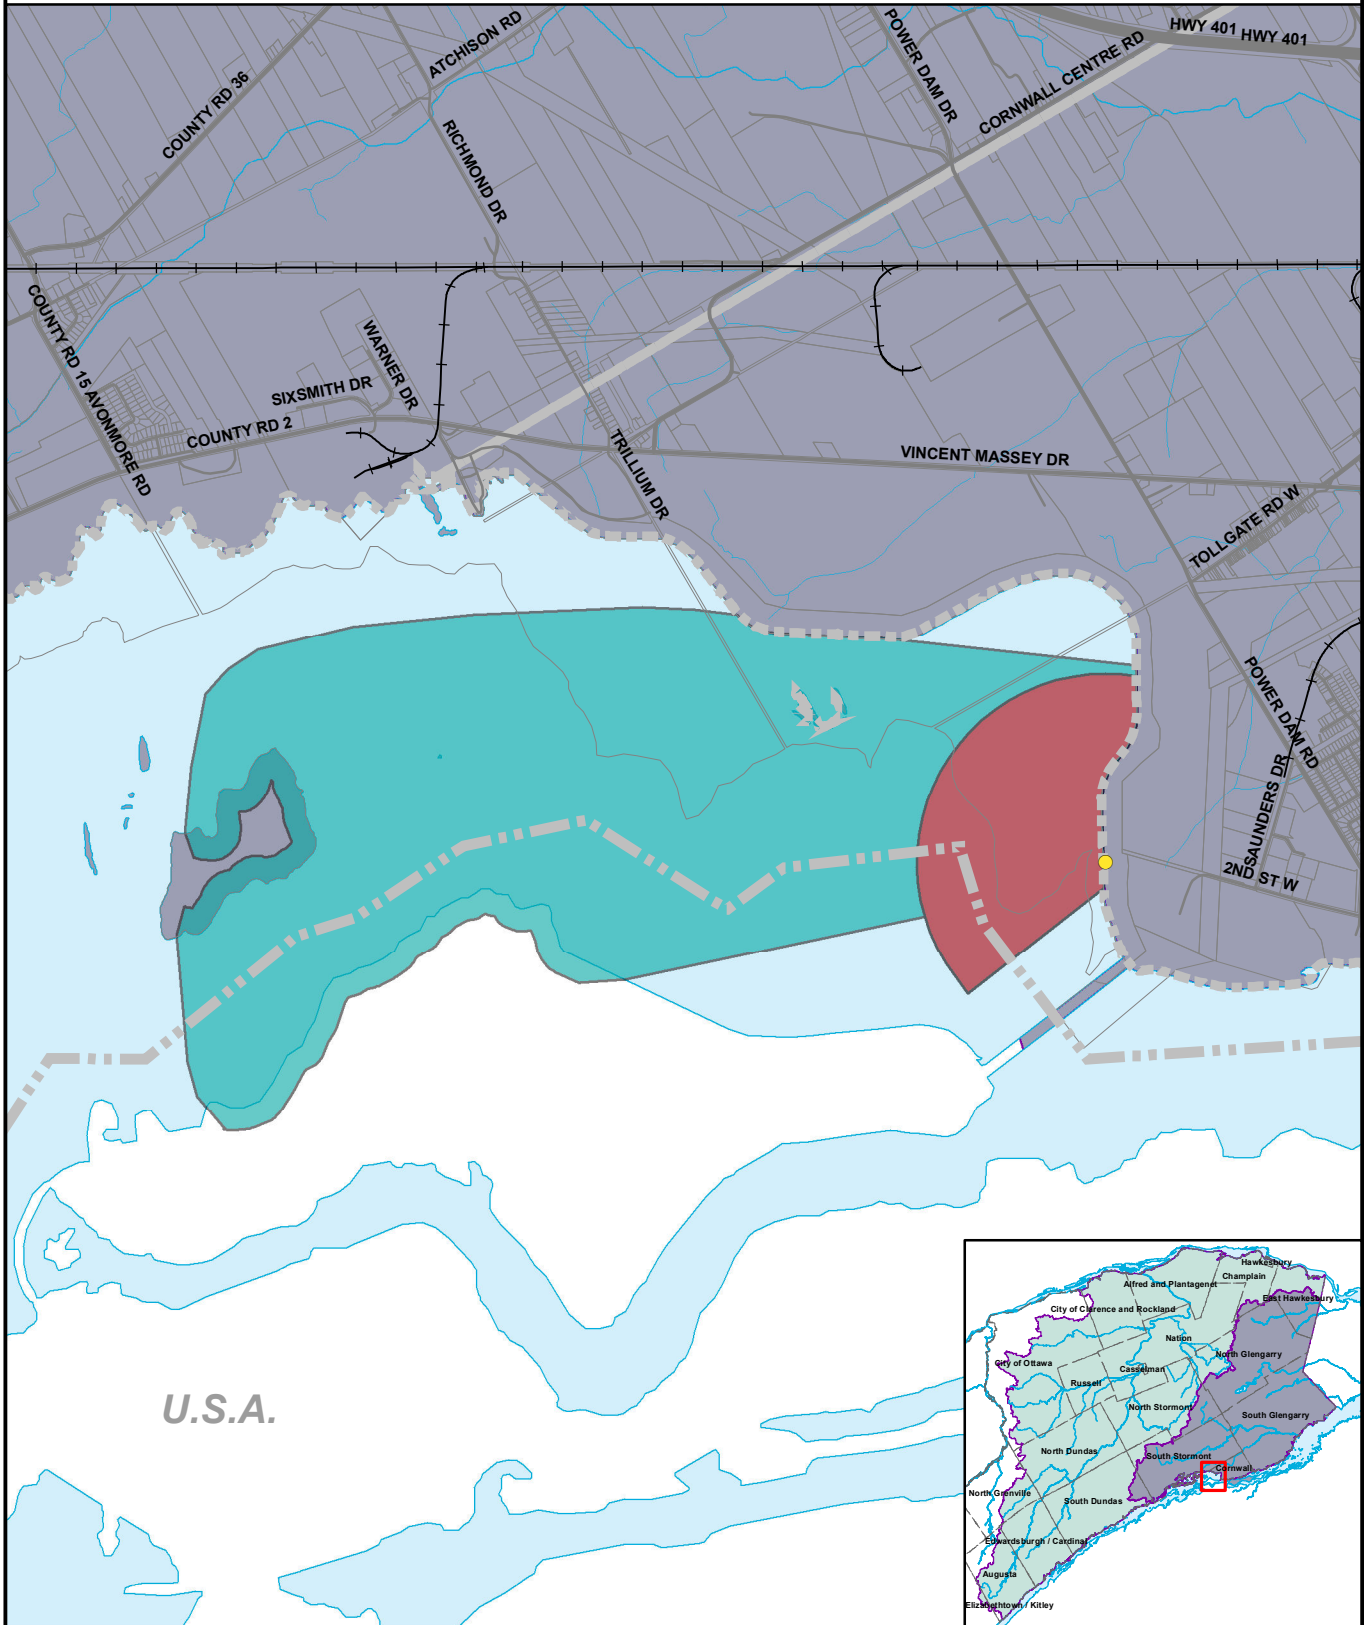 HWY 401 HWY 401
ATCHISON RD
POWER DAM DR
CORNWALL CENTRE RD
COUNTY RD 36
RICHMOND DR
COUNTY RD 15 AVONMORE RD
WARNER DR
SIXSMITH DR
COUNTY RD 2
TRILLIUM DR
VINCENT MASSEY DR
TOLLGATE RD W
POWER DAM RD
SAUNDERS DR
2ND ST W
U.S.A.
Hawkesbury
Champlain
Alfred and Plantagenet
East Hawkesbury
City of Clarence and Rockland
Nation
North Glengarry
City of Ottawa
Casselman
Russell
North Stormont
South Glengarry
North Dundas
South Stormont
Cornwall
North Grenville
South Dundas
Edwardsburgh / Cardinal
Augusta
Elizabethtown / Kitley